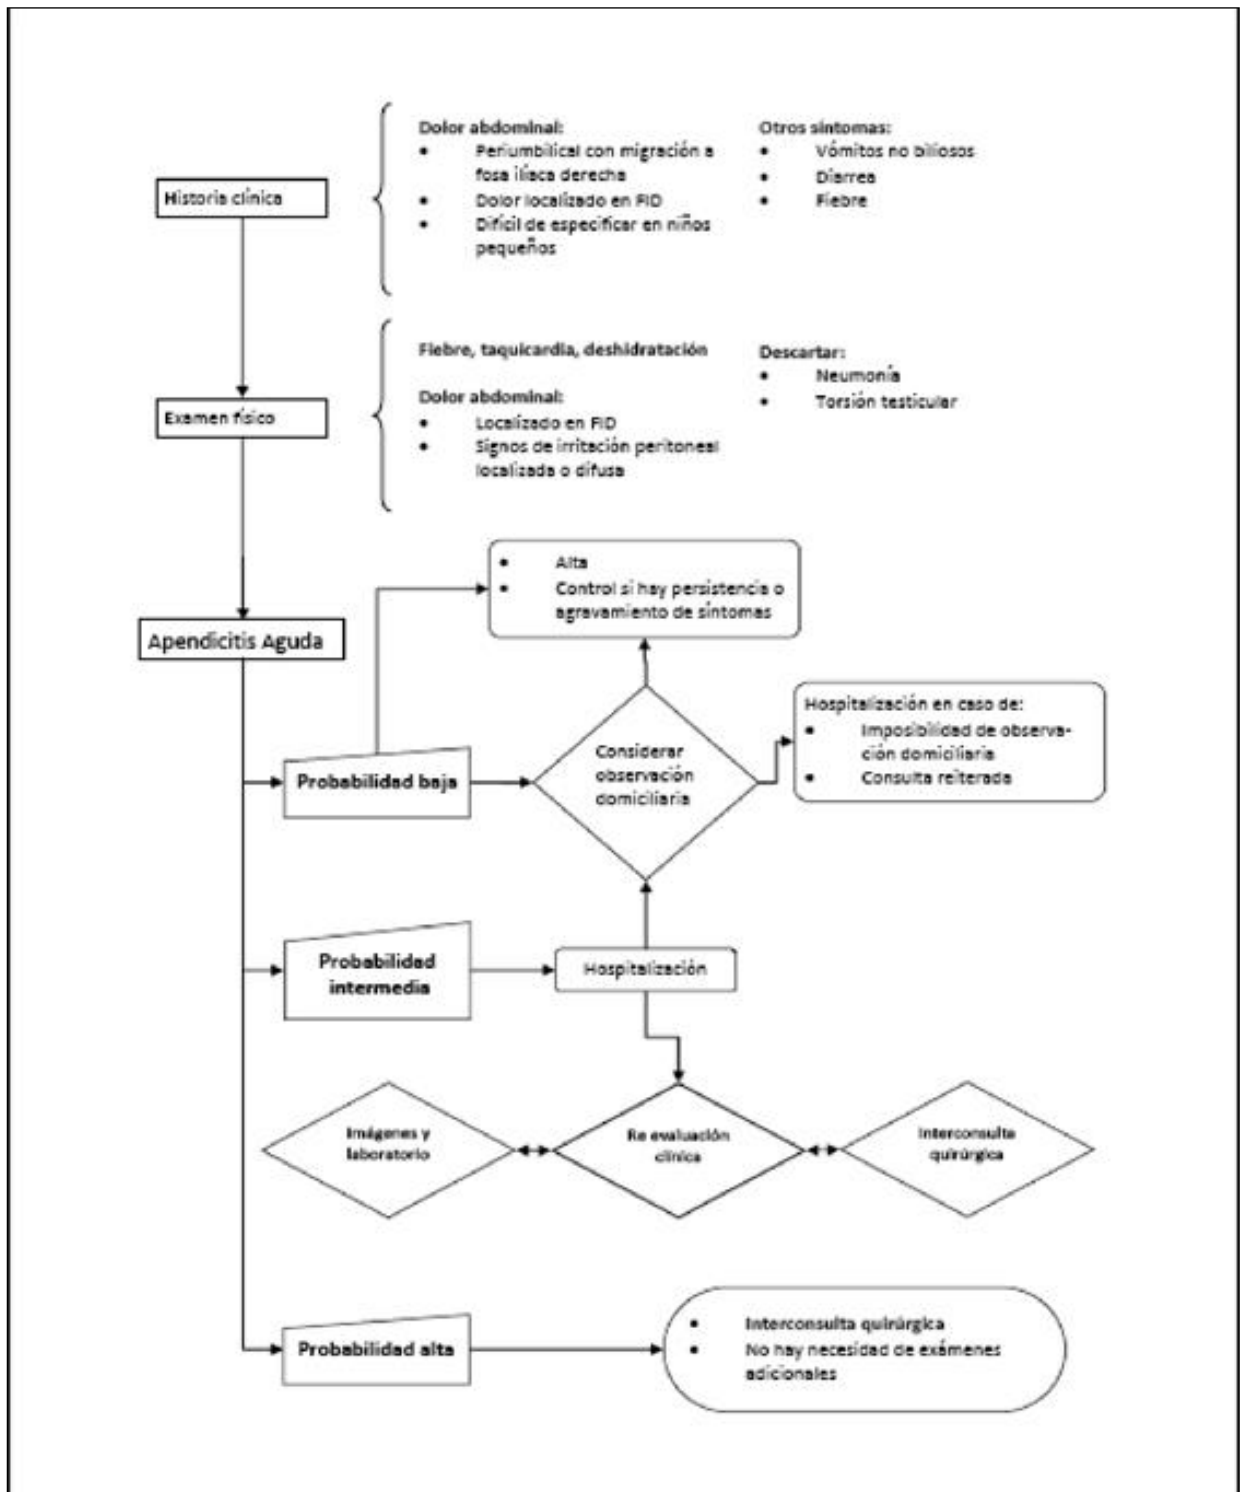 Historia clínica
Dolor abdominal:
• Periumbilical con migración a
fosa ilíaca derecha
• Dolor localizado en FID
• Difícil de especificar en niños
pequeños
Otros síntomas:
• Vómitos no biliosos
• Diarrea
• Fiebre
Examen físico
Fiebre, taquicardia, deshidratación
Dolor abdominal:
• Localizado en FID
• Signos de irritación peritoneal
localizada o difusa
Descartar:
• Neumonía
• Torsión testicular
Apendicitis Aguda
• Alta
• Control si hay persistencia o
agravamiento de síntomas
Probabilidad baja
Considerar
observación
domiciliaria
Hospitalización en caso de:
• Imposibilidad de observa-
ción domiciliaria
• Consulta reiterada
Probabilidad
intermedia
Hospitalización
Imágenes y
laboratorio
Re evaluación
clínica
Interconsulta
quirúrgica
Probabilidad alta
• Interconsulta quirúrgica
• No hay necesidad de exámenes
adicionales